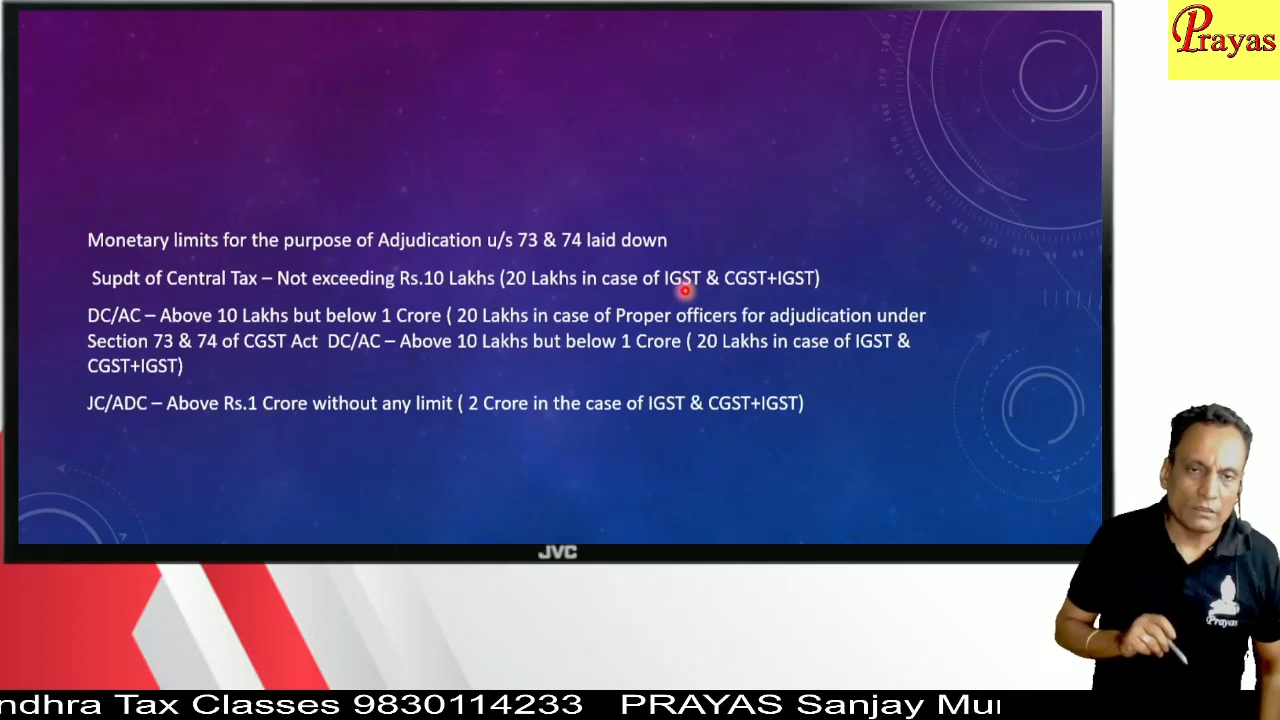 Prayas
Monetary limits for the purpose of Adjudication u/s 73 & 74 laid down
Supdt of Central Tax – Not exceeding Rs.10 Lakhs (20 Lakhs in case of IGST & CGST+IGST)
DC/AC – Above 10 Lakhs but below 1 Crore ( 20 Lakhs in case of Proper officers for adjudication under
Section 73 & 74 of CGST Act DC/AC – Above 10 Lakhs but below 1 Crore ( 20 Lakhs in case of IGST &
CGST+IGST)
JC/ADC – Above Rs.1 Crore without any limit ( 2 Crore in the case of IGST & CGST+IGST)
JVC
Prayas
ndhra Tax Classes 9830114233 PRAYAS Sanjay Mu